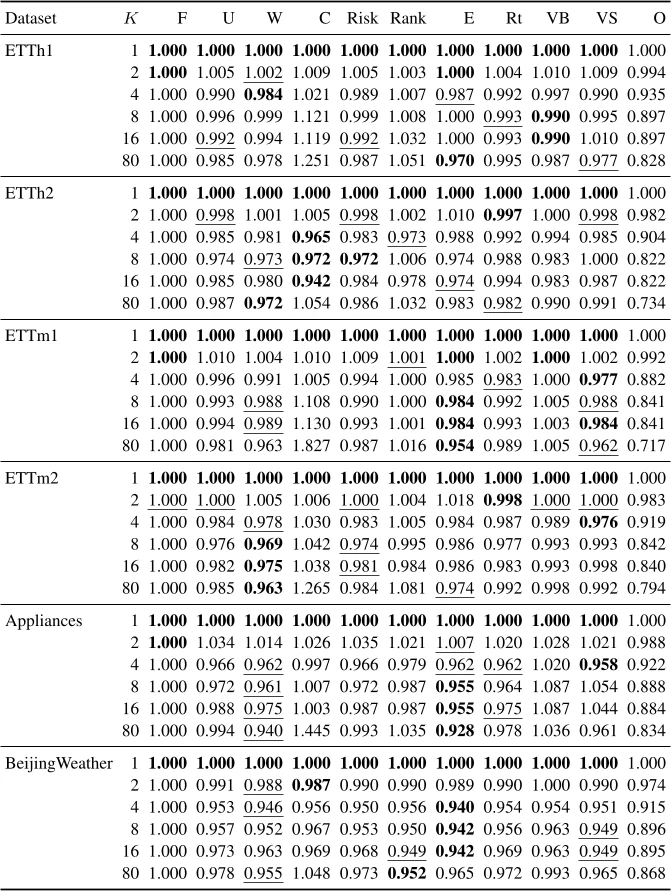 Dataset K F U W C Risk Rank E Rt VB VS O
ETTh1 1 1.000 1.000 1.000 1.000 1.000 1.000 1.000 1.000 1.000 1.000 1.000
2 1.000 1.005 1.002 1.009 1.005 1.003 1.000 1.004 1.010 1.009 0.994
4 1.000 0.990 0.984 1.021 0.989 1.007 0.987 0.992 0.997 0.990 0.935
8 1.000 0.996 0.999 1.121 0.999 1.008 1.000 0.993 0.990 0.995 0.897
16 1.000 0.992 0.994 1.119 0.992 1.032 1.000 0.993 0.990 1.010 0.897
80 1.000 0.985 0.978 1.251 0.987 1.051 0.970 0.995 0.987 0.977 0.828
ETTh2 1 1.000 1.000 1.000 1.000 1.000 1.000 1.000 1.000 1.000 1.000 1.000
2 1.000 0.998 1.001 1.005 0.998 1.002 1.010 0.997 1.000 0.998 0.982
4 1.000 0.985 0.981 0.965 0.983 0.973 0.988 0.992 0.994 0.985 0.904
8 1.000 0.974 0.973 0.972 0.972 1.006 0.974 0.988 0.983 1.000 0.822
16 1.000 0.985 0.980 0.942 0.984 0.978 0.974 0.994 0.983 0.987 0.822
80 1.000 0.987 0.972 1.054 0.986 1.032 0.983 0.982 0.990 0.991 0.734
ETTm1 1 1.000 1.000 1.000 1.000 1.000 1.000 1.000 1.000 1.000 1.000 1.000
2 1.000 1.010 1.004 1.010 1.009 1.001 1.000 1.002 1.000 1.002 0.992
4 1.000 0.996 0.991 1.005 0.994 1.000 0.985 0.983 1.000 0.977 0.882
8 1.000 0.993 0.988 1.108 0.990 1.000 0.984 0.992 1.005 0.988 0.841
16 1.000 0.994 0.989 1.130 0.993 1.001 0.984 0.993 1.003 0.984 0.841
80 1.000 0.981 0.963 1.827 0.987 1.016 0.954 0.989 1.005 0.962 0.717
ETTm2 1 1.000 1.000 1.000 1.000 1.000 1.000 1.000 1.000 1.000 1.000 1.000
2 1.000 1.000 1.005 1.006 1.000 1.004 1.018 0.998 1.000 1.000 0.983
4 1.000 0.984 0.978 1.030 0.983 1.005 0.984 0.987 0.989 0.976 0.919
8 1.000 0.976 0.969 1.042 0.974 0.995 0.986 0.977 0.993 0.993 0.842
16 1.000 0.982 0.975 1.038 0.981 0.984 0.986 0.983 0.993 0.998 0.840
80 1.000 0.985 0.963 1.265 0.984 1.081 0.974 0.992 0.998 0.992 0.794
Appliances 1 1.000 1.000 1.000 1.000 1.000 1.000 1.000 1.000 1.000 1.000 1.000
2 1.000 1.034 1.014 1.026 1.035 1.021 1.007 1.020 1.028 1.021 0.988
4 1.000 0.966 0.962 0.997 0.966 0.979 0.962 0.962 1.020 0.958 0.922
8 1.000 0.972 0.961 1.007 0.972 0.987 0.955 0.964 1.087 1.054 0.888
16 1.000 0.988 0.975 1.003 0.987 0.987 0.955 0.975 1.087 1.044 0.884
80 1.000 0.994 0.940 1.445 0.993 1.035 0.928 0.978 1.036 0.961 0.834
BeijingWeather 1 1.000 1.000 1.000 1.000 1.000 1.000 1.000 1.000 1.000 1.000 1.000
2 1.000 0.991 0.988 0.987 0.990 0.990 0.989 0.990 1.000 0.990 0.974
4 1.000 0.953 0.946 0.956 0.950 0.956 0.940 0.954 0.954 0.951 0.915
8 1.000 0.957 0.952 0.967 0.953 0.950 0.942 0.956 0.963 0.949 0.896
16 1.000 0.973 0.963 0.969 0.968 0.949 0.942 0.969 0.963 0.949 0.895
80 1.000 0.978 0.955 1.048 0.973 0.952 0.965 0.972 0.993 0.965 0.868